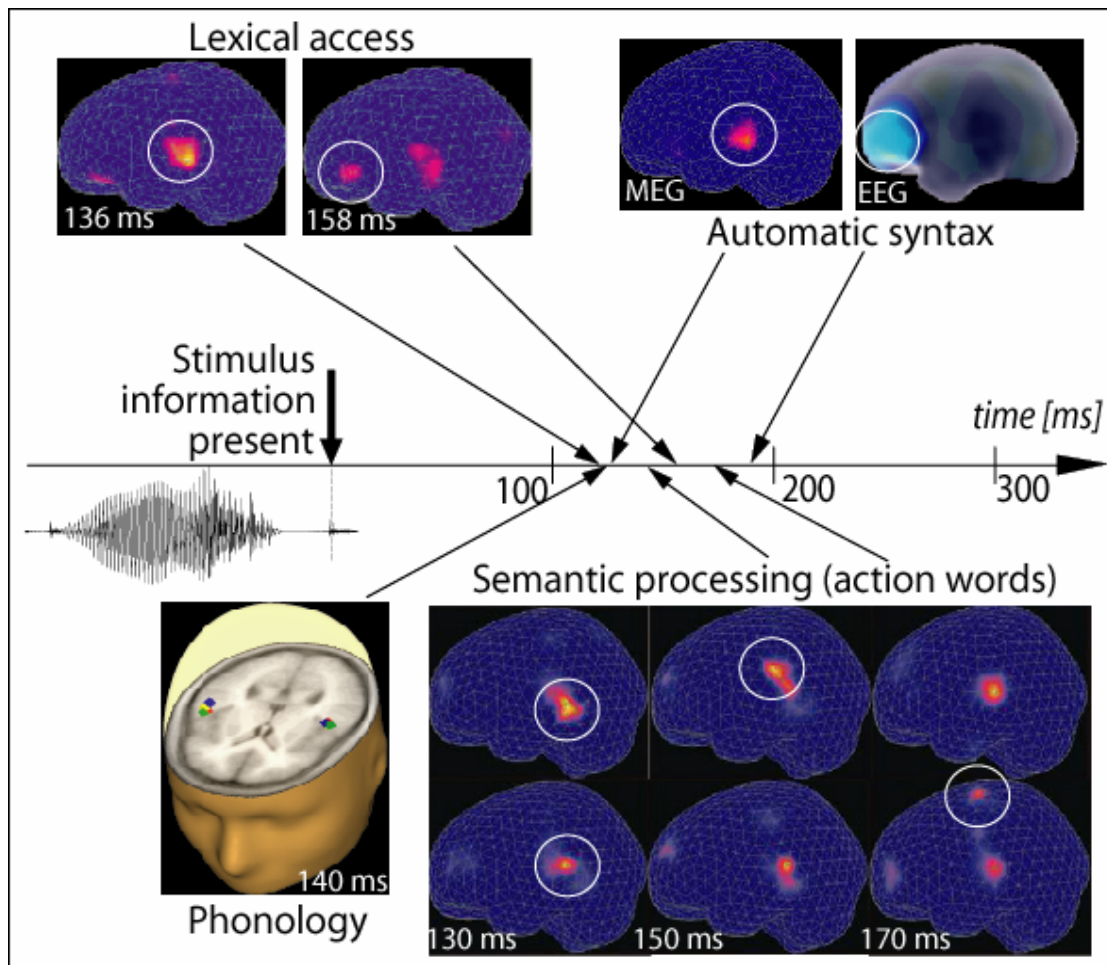 Lexical access
136 ms
158 ms
MEG
EEG
Automatic syntax
Stimulus
information
present
time [ms]
100
200
300
Semantic processing (action words)
140 ms
Phonology
130 ms
150 ms
170 ms